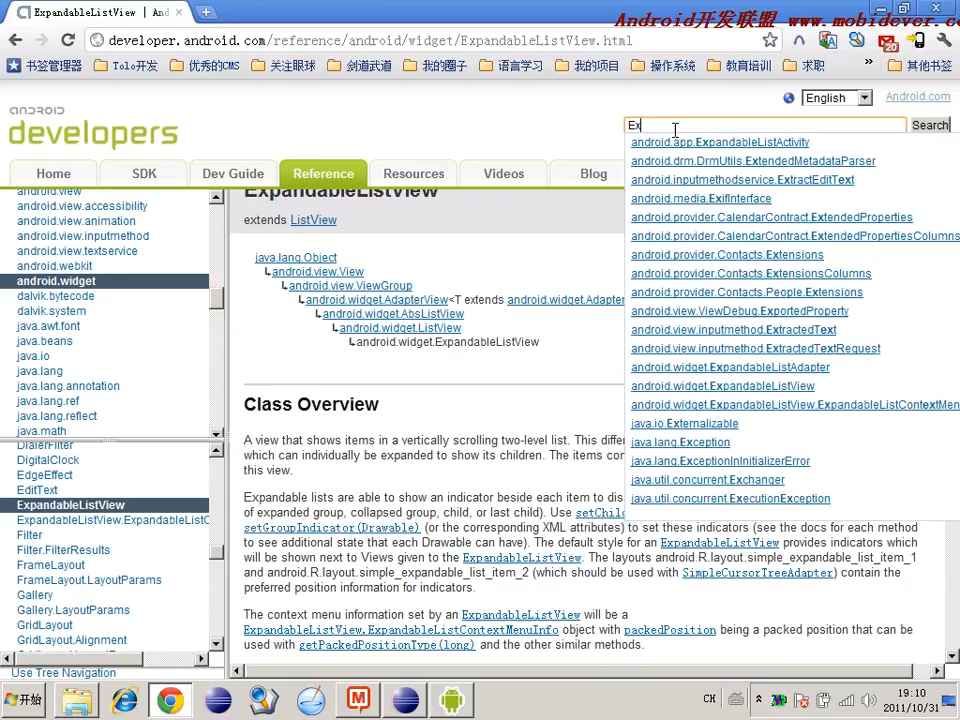 ExpandableListView | And
Android开发联盟 www.mobidever.co
developer.android.com/reference/android/widget/ExpandableListView.html
20
书签管理器
Tolo开发
优秀的CMS
关注眼球
剑道武道
我的圈子
语言学习
我的项目
操作系统
教育培训
求职
»
其他书签
English
Android.com
ANDROID
developers
Ex
Search
Home
SDK
Dev Guide
Reference
Resources
Videos
Blog
android.view
android.view.accessibility
android.view.animation
android.view.inputmethod
android.view.textservice
android.webkit
android.widget
dalvik.bytecode
dalvik.system
java.awt.font
java.beans
java.io
java.lang
java.lang.annotation
java.lang.ref
java.lang.reflect
java.math
DialerFilter
DigitalClock
EdgeEffect
EditText
ExpandableListView
ExpandableListView.ExpandableListC
Filter
Filter.FilterResults
FrameLayout
FrameLayout.LayoutParams
Gallery
Gallery.LayoutParams
GridLayout
GridLayout.Alignment
Use Tree Navigation
ExpandableListView
extends ListView
java.lang.Object
↳android.view.View
↳android.view.ViewGroup
↳android.widget.AdapterView<T extends android.widget.Adapter
↳android.widget.AbsListView
↳android.widget.ListView
↳android.widget.ExpandableListView
Class Overview
A view that shows items in a vertically scrolling two-level list. This differ
which can individually be expanded to show its children. The items con
this view.
Expandable lists are able to show an indicator beside each item to dis
of expanded group, collapsed group, child, or last child). Use setChild
setGroupIndicator(Drawable) (or the corresponding XML attributes) to set these indicators (see the docs for each method
to see additional state that each Drawable can have). The default style for an ExpandableListView provides indicators which
will be shown next to Views given to the ExpandableListView. The layouts android.R.layout.simple_expandable_list_item_1
and android.R.layout.simple_expandable_list_item_2 (which should be used with SimpleCursorTreeAdapter) contain the
preferred position information for indicators.
The context menu information set by an ExpandableListView will be a
ExpandableListView.ExpandableListContextMenuInfo object with packedPosition being a packed position that can be
used with getPackedPositionType(long) and the other similar methods.
android.app.ExpandableListActivity
android.drm.DrmUtils.ExtendedMetadataParser
android.inputmethodservice.ExtractEditText
android.media.ExifInterface
android.provider.CalendarContract.ExtendedProperties
android.provider.CalendarContract.ExtendedPropertiesColumns
android.provider.Contacts.Extensions
android.provider.Contacts.ExtensionsColumns
android.provider.Contacts.People.Extensions
android.view.ViewDebug.ExportedProperty
android.view.inputmethod.ExtractedText
android.view.inputmethod.ExtractedTextRequest
android.widget.ExpandableListAdapter
android.widget.ExpandableListView
android.widget.ExpandableListView.ExpandableListContextMen
java.io.Externalizable
java.lang.Exception
java.lang.ExceptionInInitializerError
java.util.concurrent.Exchanger
java.util.concurrent.ExecutionException
开始
CH
19:10
2011/10/31